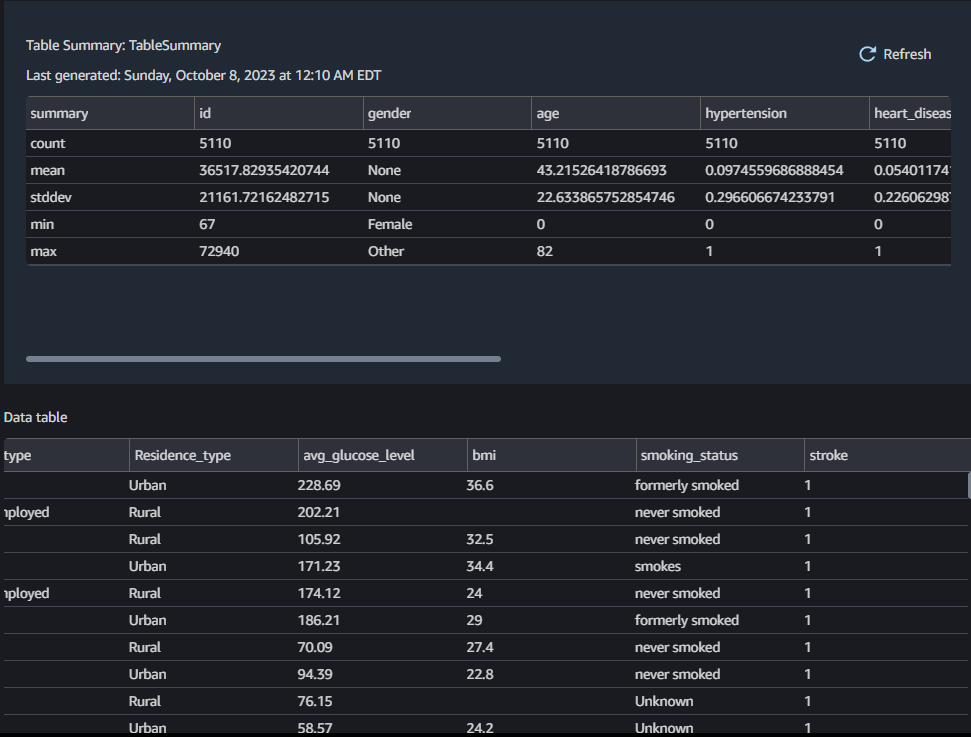 Table Summary: TableSummary
Refresh
Last generated: Sunday, October 8, 2023 at 12:10 AM EDT
summary id gender age hypertension heart_diseas
count 5110 5110 5110 5110 5110
mean 36517.82935420744 None 43.21526418786693 0.0974559686888454 0.05401174
stddev 21161.72162482715 None 22.633865752854746 0.296606674233791 0.22606298
min 67 Female 0 0 0
max 72940 Other 82 1 1
Data table
type Residence_type avg_glucose_level bmi smoking_status stroke
Urban 228.69 36.6 formerly smoked 1
mployed Rural 202.21 never smoked 1
Rural 105.92 32.5 never smoked 1
Urban 171.23 34.4 smokes 1
mployed Rural 174.12 24 never smoked 1
Urban 186.21 29 formerly smoked 1
Rural 70.09 27.4 never smoked 1
Urban 94.39 22.8 never smoked 1
Rural 76.15 Unknown 1
Urban 58.57 24.2 Unknown 1